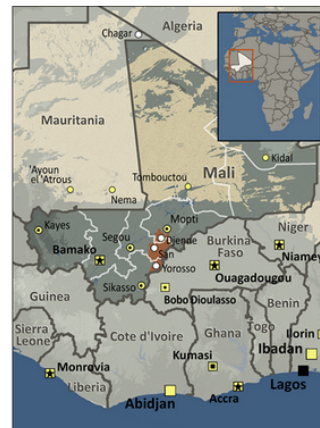 Algeria
Chagar
Mauritania
Kidal
'Ayoun
el 'Atrous
Nema
Tombouctou
Mali
Kayes
Mopti
Segou
Djenne
Burkina
Faso
Niger
Bamako
San
Niamey
Yorosso
Ouagadougou
Sikasso
Bobo Dioulasso
Guinea
Benin
Sierra
Leone
Cote d'Ivoire
Ghana
Togo
Ilorin
Kumasi
Ibadan
Monrovia
Liberia
Lagos
Abidjan
Accra